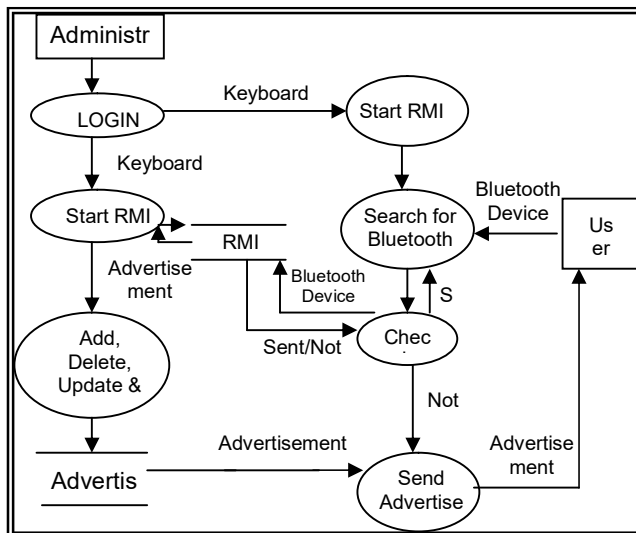 Administr
LOGIN
Keyboard
Start RMI
Keyboard
Start RMI
RMI
Advertise
ment
Bluetooth
Device
Search for
Bluetooth
Bluetooth
Device
Us
er
S
Chec
Sent/Not
Add,
Delete,
Update &
Not
Advertis
Advertisement
Send
Advertise
Advertise
ment